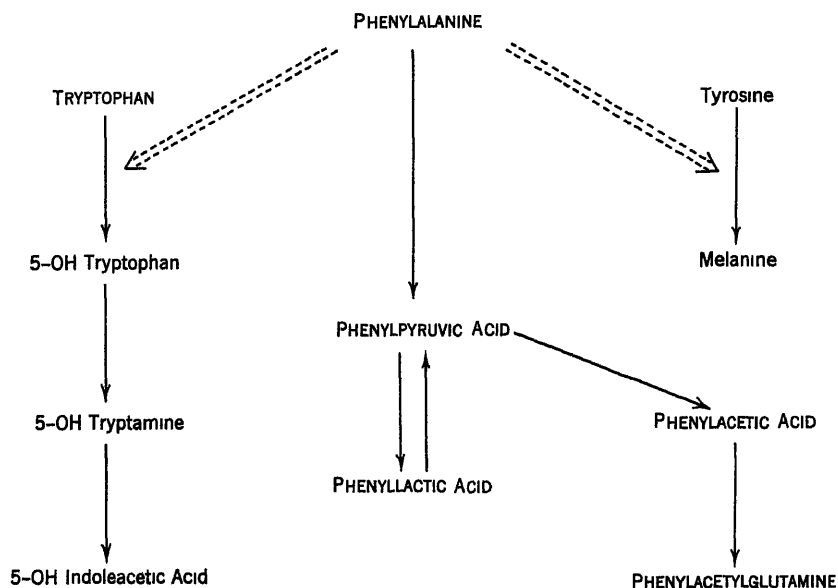 PHENYLALANINE
TRYPTOPHAN
Tyrosine
5-OH Tryptophan
Melanine
PHENYLPYRUVIC ACID
5-OH Tryptamine
PHENYLACETIC ACID
PHENYLLACTIC ACID
5-OH Indoleacetic Acid
PHENYLACETYLGLUTAMINE